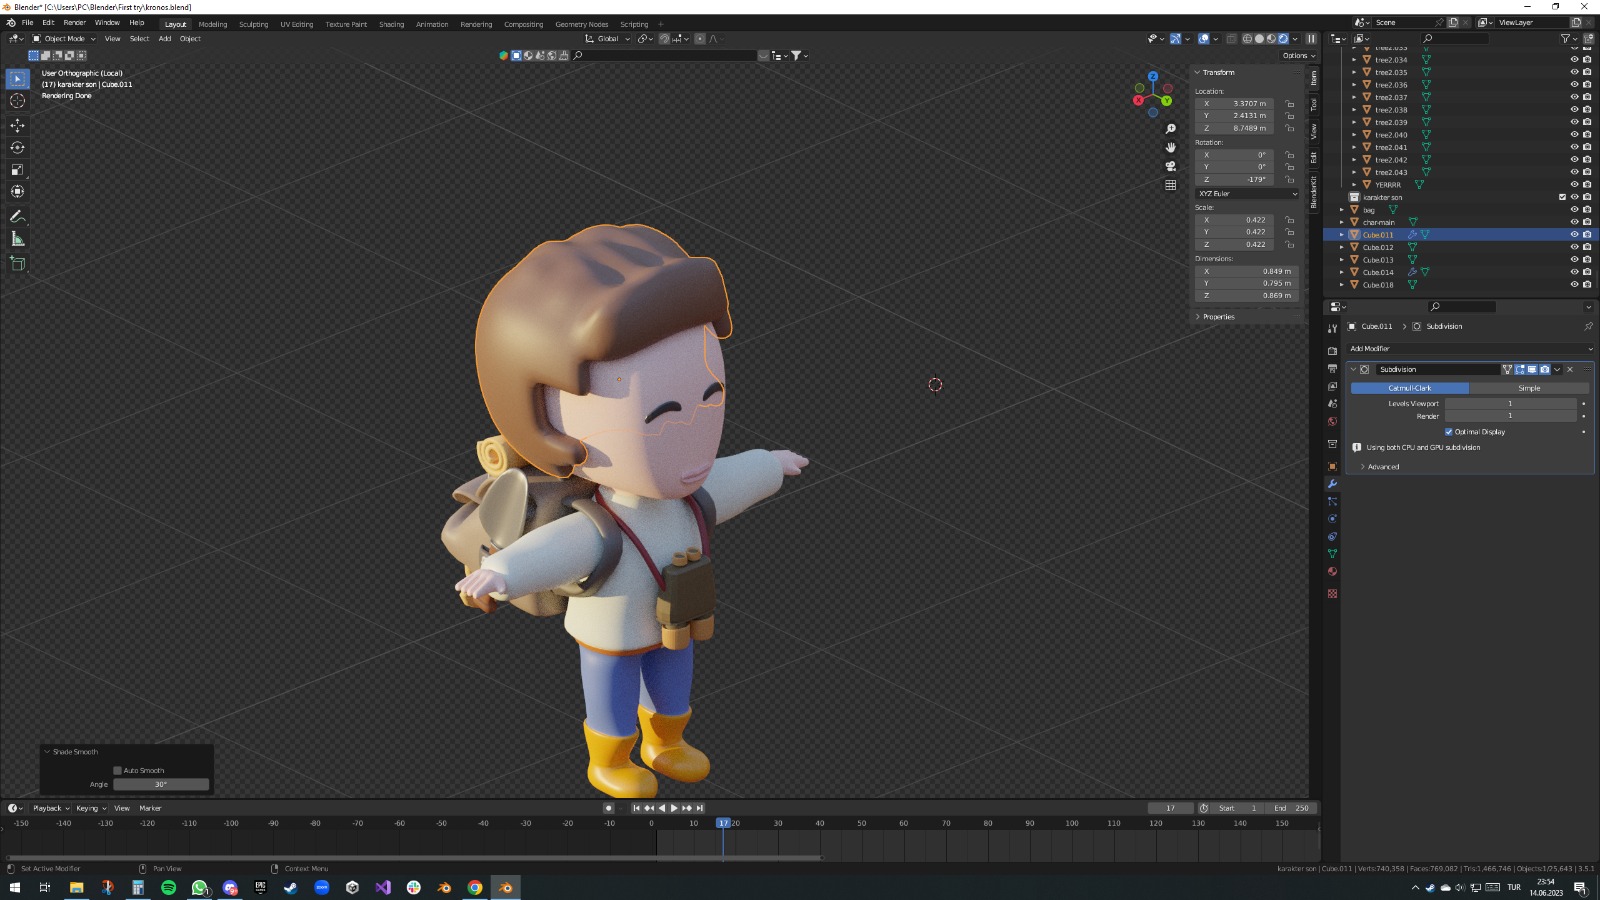 Blender* [C:\Users\PC\Blender\First try\kronos.blend]
File Edit Render Window Help Layout Modeling Sculpting UV Editing Texture Paint Shading Animation Rendering Compositing Geometry Nodes Scripting + Scene ViewLayer
Object Mode View Select Add Object Global
Options
User Orthographic (Local)
(17) karakter son | Cube.011
Rendering Done
Z
X
Y
Transform
Location:
X 3.3707 m
Y 2.4131 m
Z 8.7489 m
Rotation:
X 0°
Y 0°
Z -179°
XYZ Euler
Scale:
X 0.422
Y 0.422
Z 0.422
Dimensions:
X 0.849 m
Y 0.795 m
Z 0.869 m
Properties
Item
Tool
View
Edit
BlenderKit
tree2.033
tree2.034
tree2.035
tree2.036
tree2.037
tree2.038
tree2.039
tree2.040
tree2.041
tree2.042
tree2.043
YERRRR
karakter son
bag
char-main
Cube.011
Cube.012
Cube.013
Cube.014
Cube.018
Cube.011 > Subdivision
Add Modifier
Subdivision
Catmull-Clark Simple
Levels Viewport 1
Render 1
Optimal Display
Using both CPU and GPU subdivision
Advanced
Shade Smooth
Auto Smooth
Angle 30°
Playback Keying View Marker 17 Start 1 End 250
-150 -140 -130 -120 -110 -100 -90 -80 -70 -60 -50 -40 -30 -20 -10 0 10 17 20 30 40 50 60 70 80 90 100 110 120 130 140 150
Set Active Modifier Pan View Context Menu karakter son | Cube.011 | Verts:740,358 | Faces:769,082 | Tris:1,466,746 | Objects:1/25,643 | 3.5.1
EPIC GAMES zoom TUR 23:54
14.06.2023